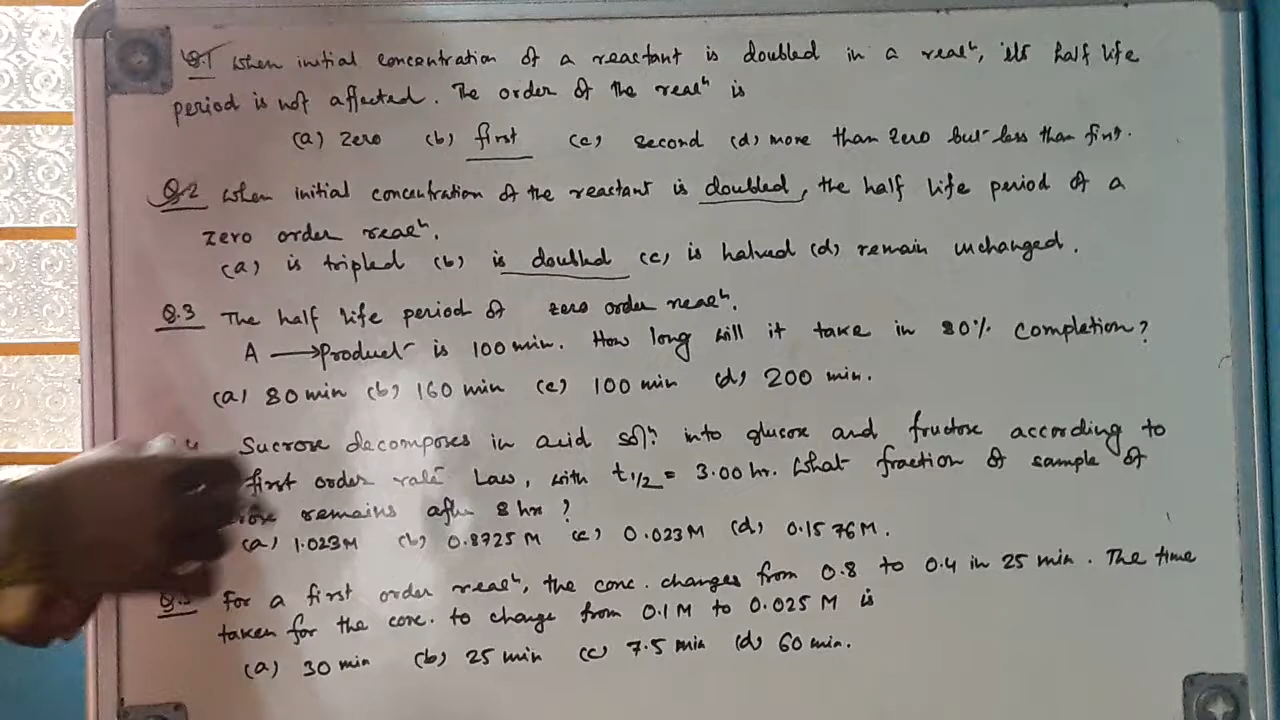 Q.1 When initial concentration of a reactant is doubled in a reacⁿ, its half life
period is not affected. The order of the reacⁿ is
(a) Zero (b) first (c) second (d) more than zero but less than first.
Q.2 When initial concentration of the reactant is doubled, the half life period of a
zero order reacⁿ.
(a) is tripled (b) is doubled (c) is halved (d) remain unchanged.
Q.3 The half life period of zero order reacⁿ.
A ⟶ Product is 100 min. How long will it take in 80% completion?
(a) 80 min (b) 160 min (c) 100 min (d) 200 min.
Sucrose decomposes in acid solⁿ. into glucose and fructose according to
first order rate Law, with t1/2 = 3.00 hr. What fraction of sample of
remains after 8 hrs?
(a) 1.023M (b) 0.8725 M (c) 0.023M (d) 0.1576M.
For a first order reacⁿ, the conc. changes from 0.8 to 0.4 in 25 min. The time
taken for the conc. to change from 0.1M to 0.025 M is
(a) 30 min (b) 25 min (c) 7.5 min (d) 60 min.